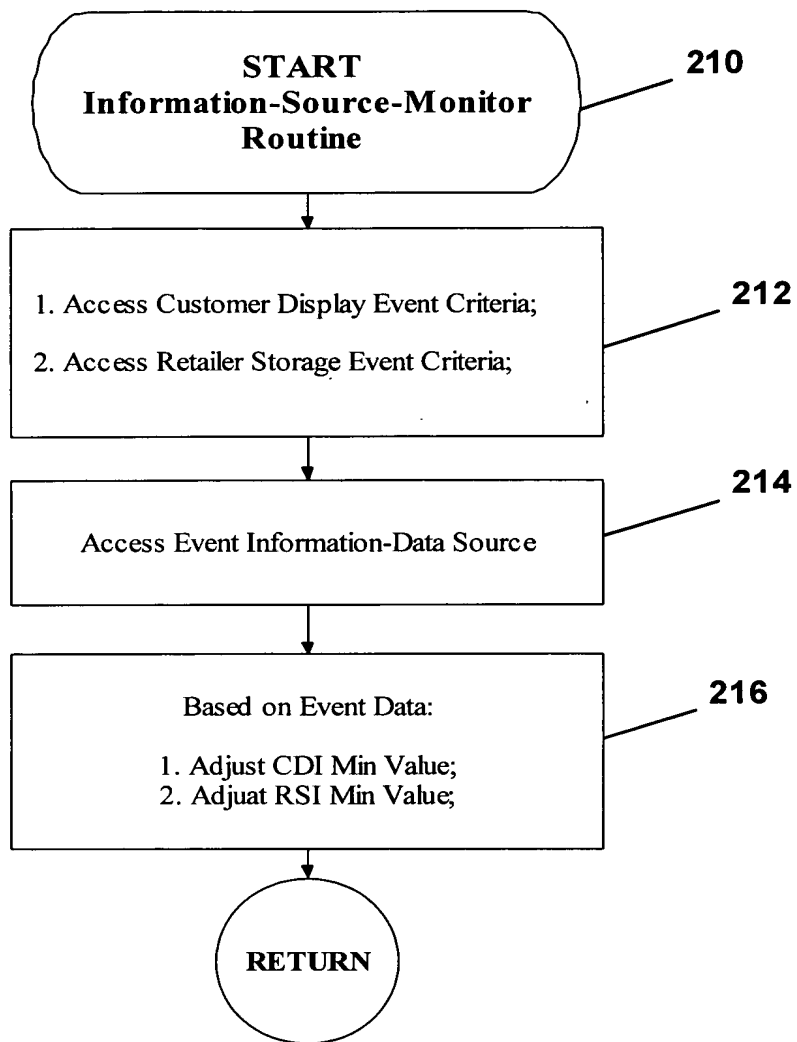 START
Information-Source-Monitor
Routine
210
1. Access Customer Display Event Criteria;
2. Access Retailer Storage Event Criteria;
212
Access Event Information-Data Source
214
Based on Event Data:
1. Adjust CDI Min Value;
2. Adjuat RSI Min Value;
216
RETURN